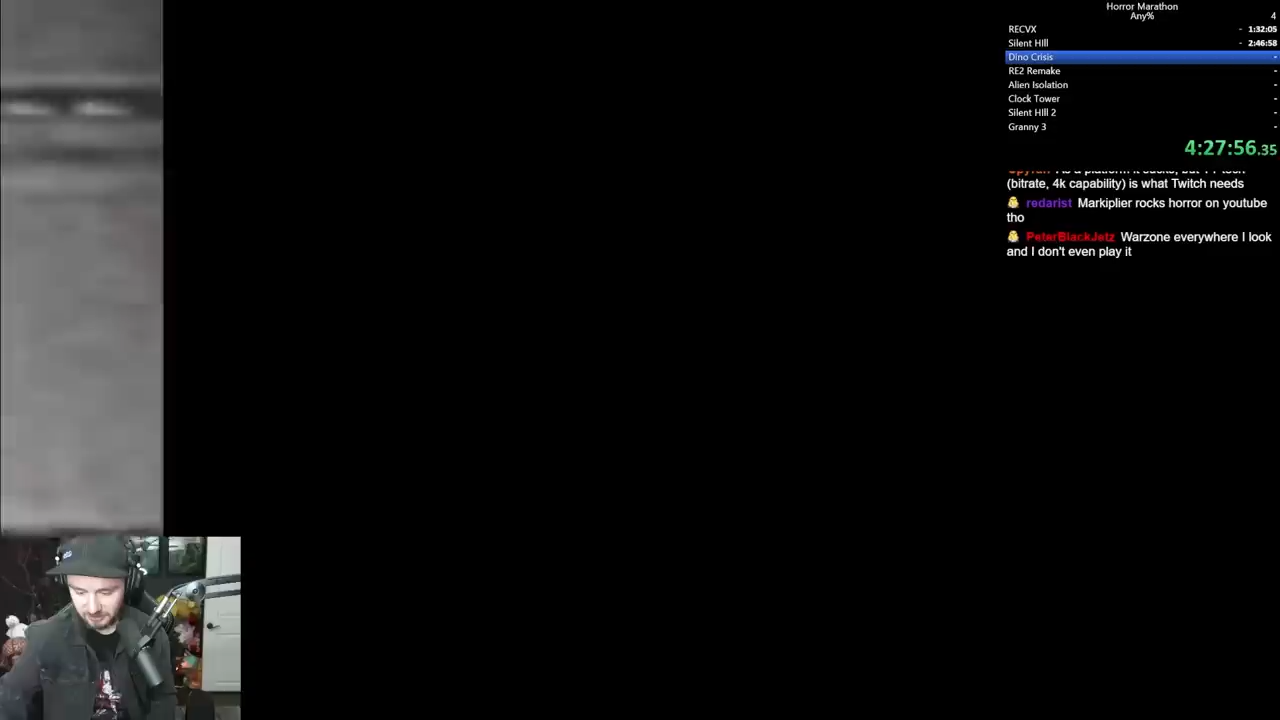 Horror Marathon
Any%
4
RECVX - 1:32:05
Silent HIll - 2:46:58
Dino Crisis -
RE2 Remake -
Alien Isolation -
Clock Tower -
Silent HIll 2 -
Granny 3 -
4:27:56.35
(bitrate, 4k capability) is what Twitch needs
redarist Markiplier rocks horror on youtube
tho
PeterBlackJetz Warzone everywhere I look
and I don't even play it